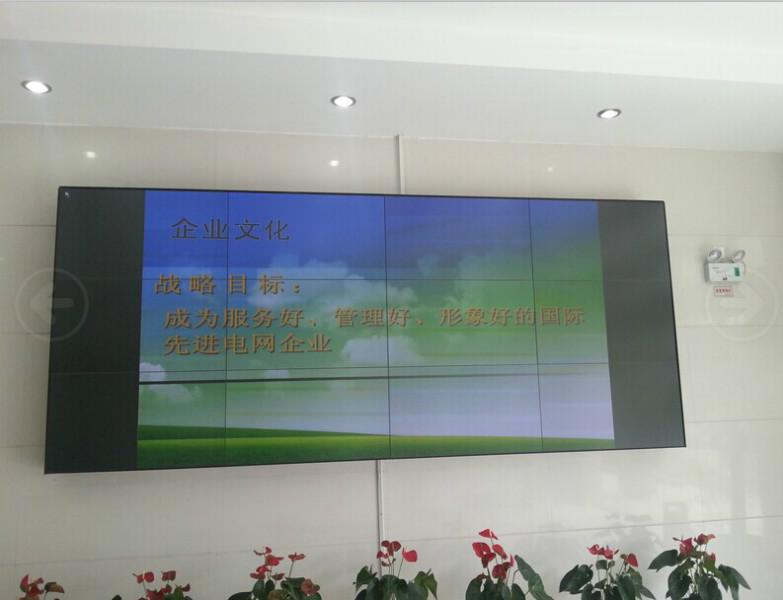 企业文化
战略目标：
成为服务好、管理好、形象好的国际
先进电网企业